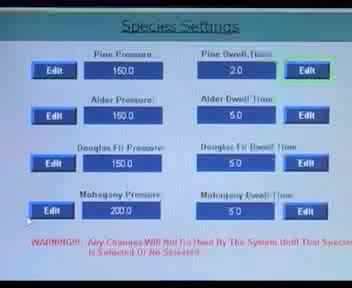 Species Settings
Pine Pressure: Pine Dwell Time:
Edit 150.0 2.0 Edit
Alder Pressure: Alder Dwell Time:
Edit 150.0 5.0 Edit
Douglas Fir Pressure: Douglas Fir Dwell Time:
Edit 150.0 5.0 Edit
Mohagany Pressure: Mohagany Dwell Time:
Edit 200.0 5.0 Edit
WARNING!!! Any Changes Will Not Be Used By The System Until That Species
Is Selected Or Re Selected